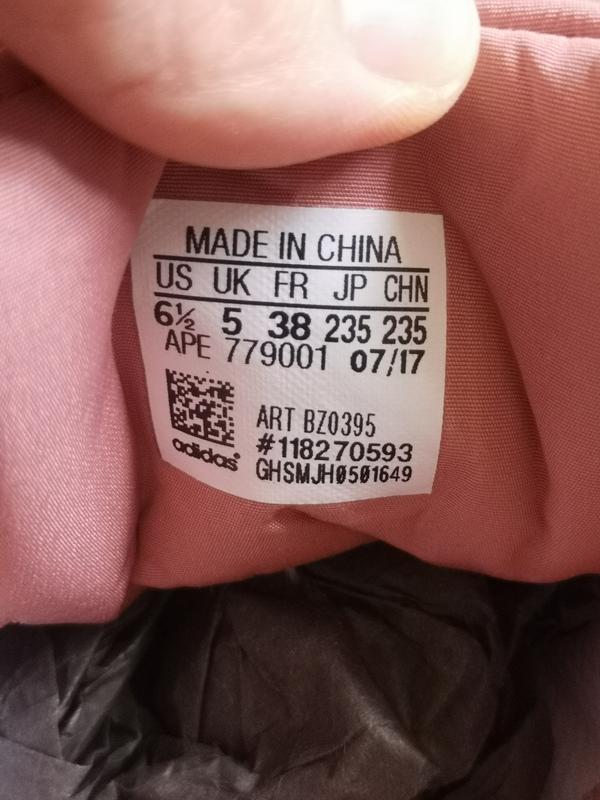 MADE IN CHINA
US UK FR JP CHN
6½ 5 38 235 235
APE 779001 07/17
ART BZ0395
#118270593
GHSMJH0501649
adidas®